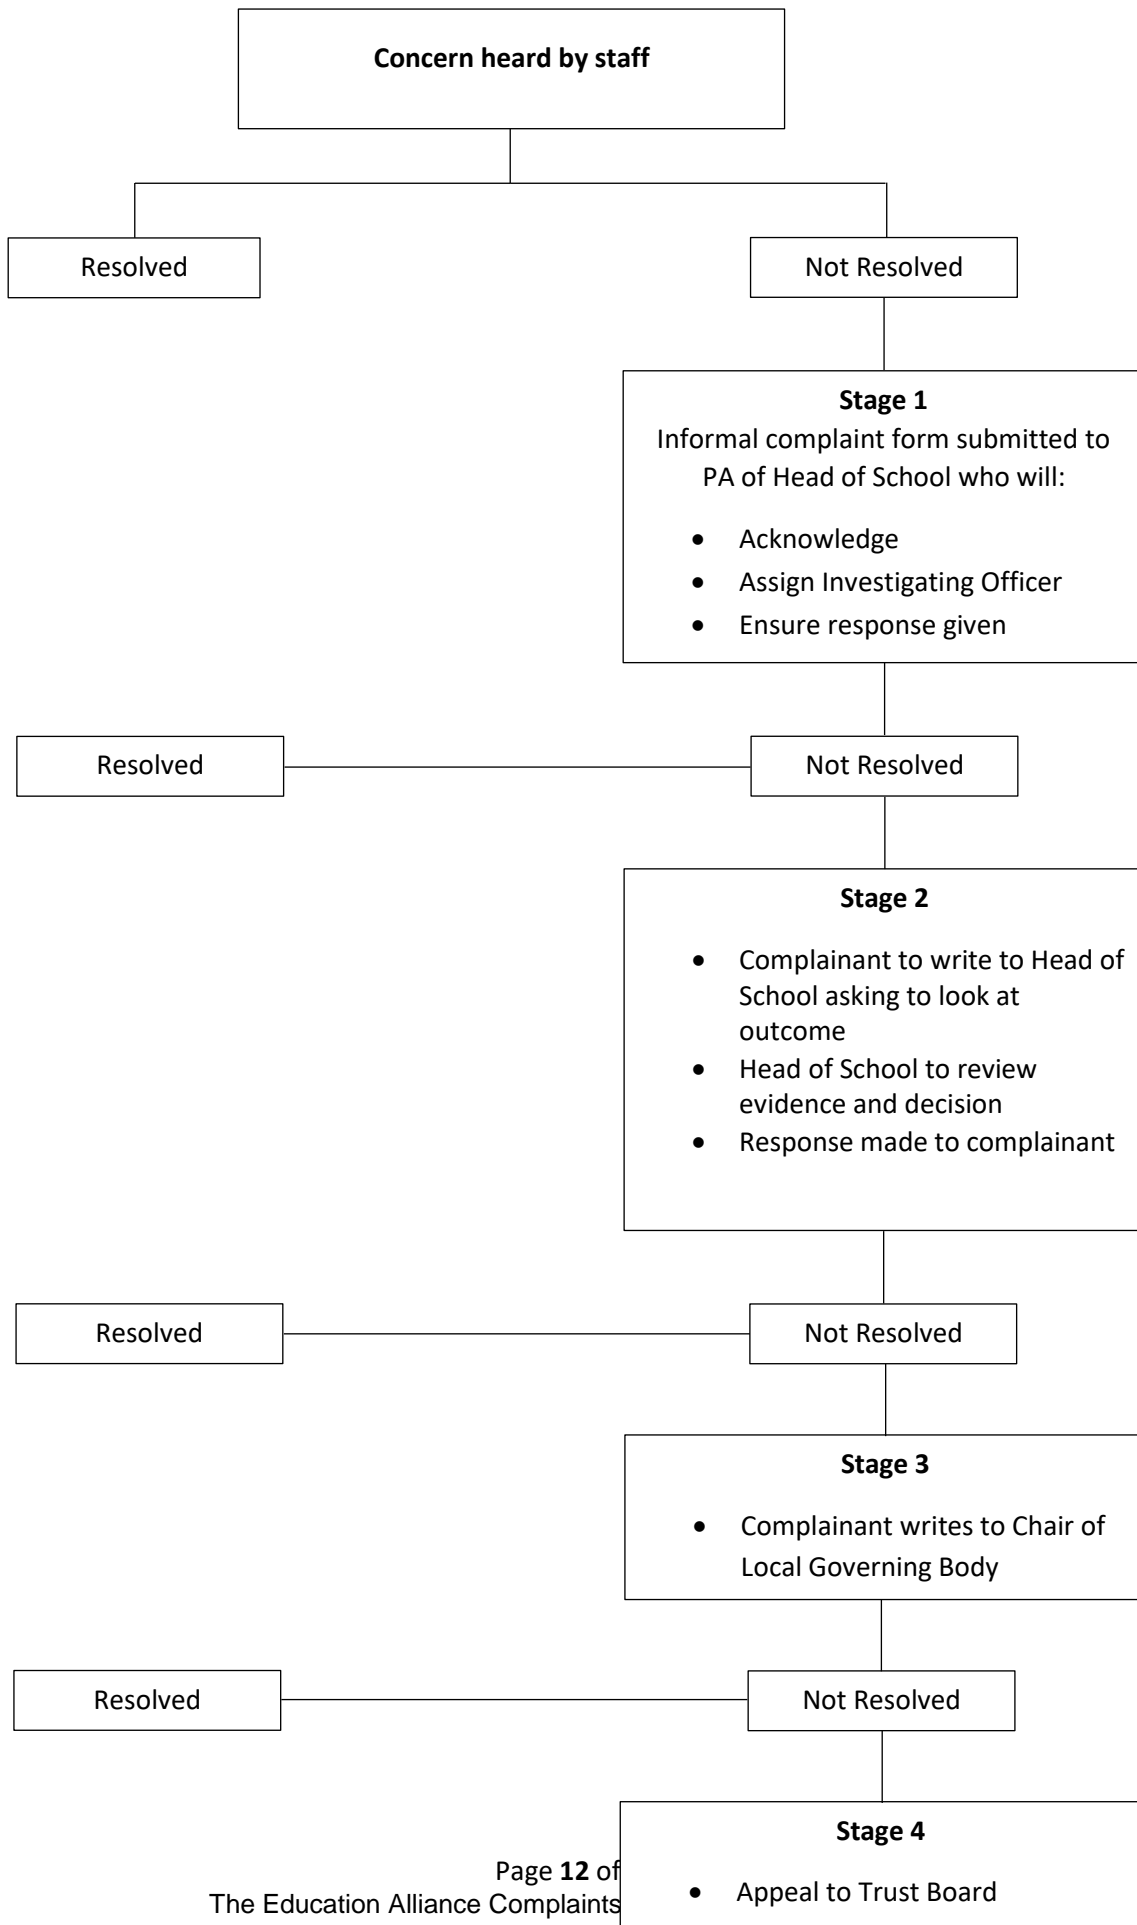 Concern heard by staff
Resolved
Not Resolved
Stage 1
Informal complaint form submitted to
PA of Head of School who will:
• Acknowledge
• Assign Investigating Officer
• Ensure response given
Resolved
Not Resolved
Stage 2
• Complainant to write to Head of
School asking to look at
outcome
• Head of School to review
evidence and decision
• Response made to complainant
Resolved
Not Resolved
Stage 3
• Complainant writes to Chair of
Local Governing Body
Resolved
Not Resolved
Stage 4
• Appeal to Trust Board
Page 12 of
The Education Alliance Complaints